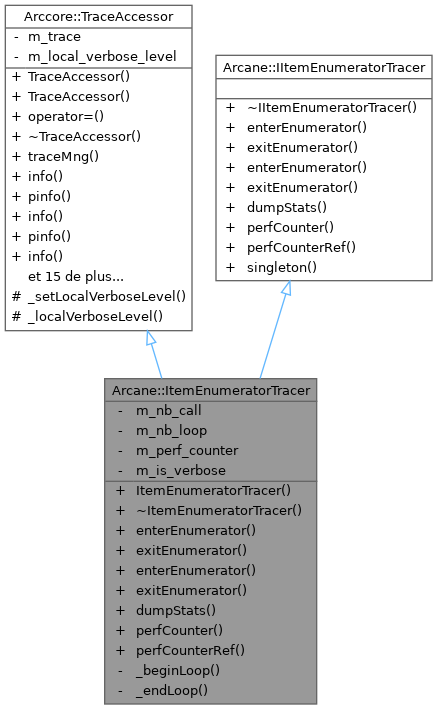 Arccore::TraceAccessor
- m_trace
- m_local_verbose_level
+ TraceAccessor()
+ TraceAccessor()
+ operator=()
+ ~TraceAccessor()
+ traceMng()
+ info()
+ pinfo()
+ info()
+ pinfo()
+ info()
et 15 de plus...
# _setLocalVerboseLevel()
# _localVerboseLevel()
Arcane::IItemEnumeratorTracer
+ ~IItemEnumeratorTracer()
+ enterEnumerator()
+ exitEnumerator()
+ enterEnumerator()
+ exitEnumerator()
+ dumpStats()
+ perfCounter()
+ perfCounterRef()
+ singleton()
Arcane::ItemEnumeratorTracer
- m_nb_call
- m_nb_loop
- m_perf_counter
- m_is_verbose
+ ItemEnumeratorTracer()
+ ~ItemEnumeratorTracer()
+ enterEnumerator()
+ exitEnumerator()
+ enterEnumerator()
+ exitEnumerator()
+ dumpStats()
+ perfCounter()
+ perfCounterRef()
- _beginLoop()
- _endLoop()